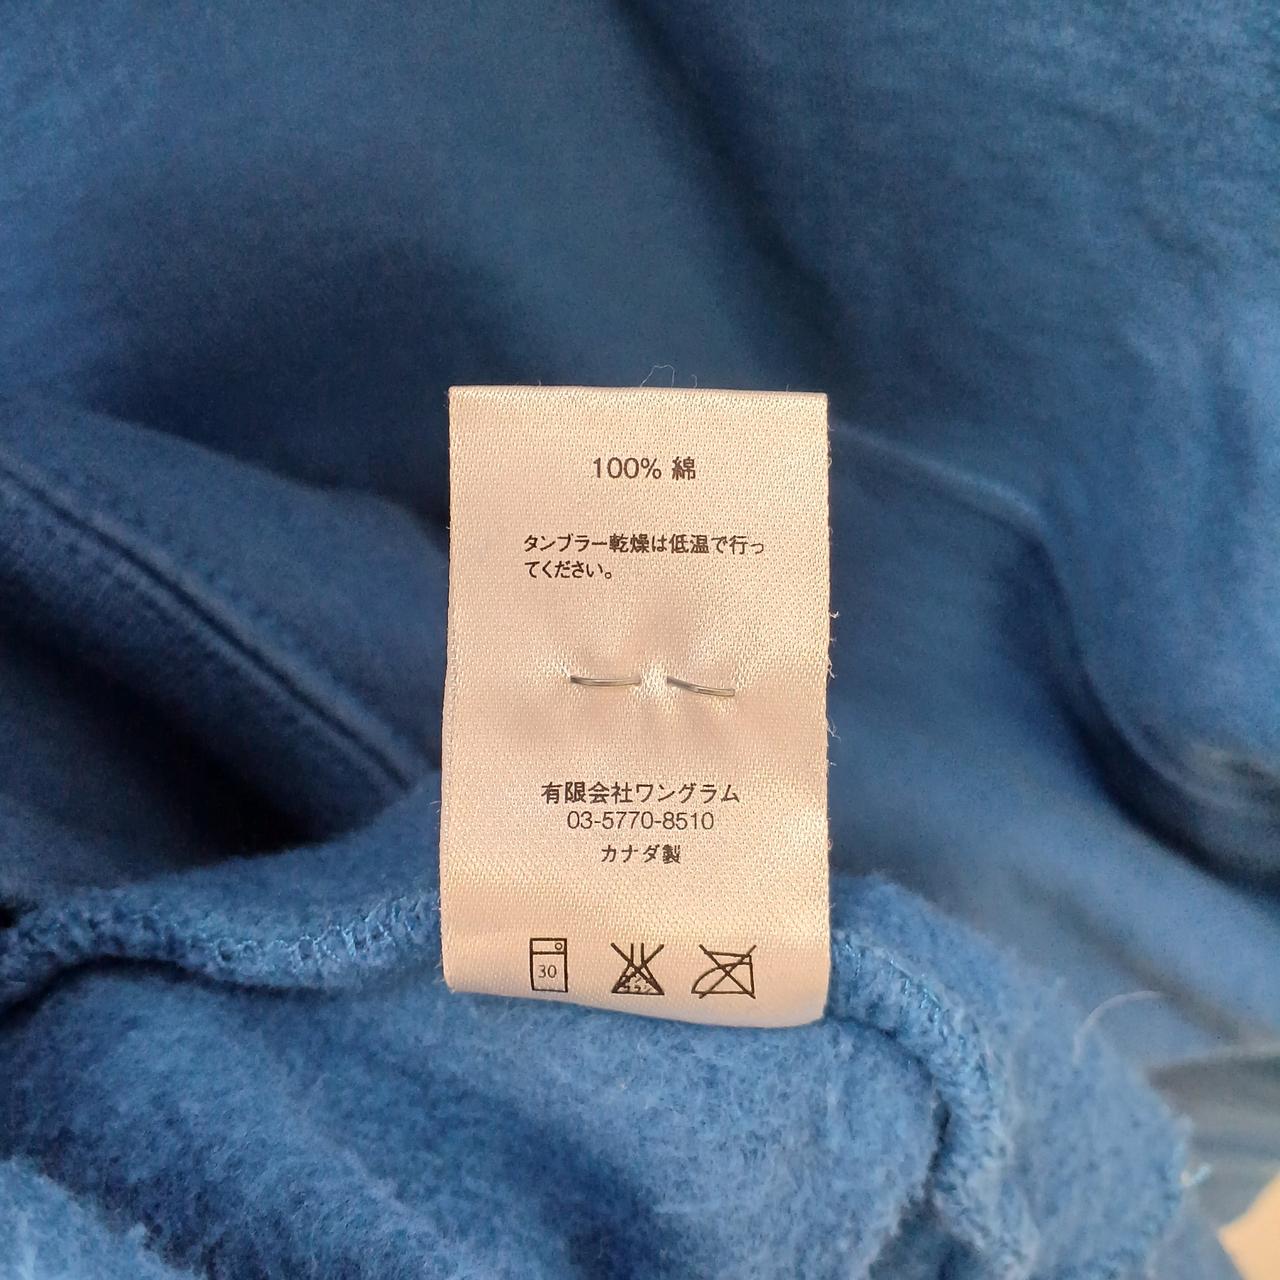 100% 綿
タンブラー乾燥は低温で行っ
てください。
有限会社ワングラム
03-5770-8510
カナダ製
30